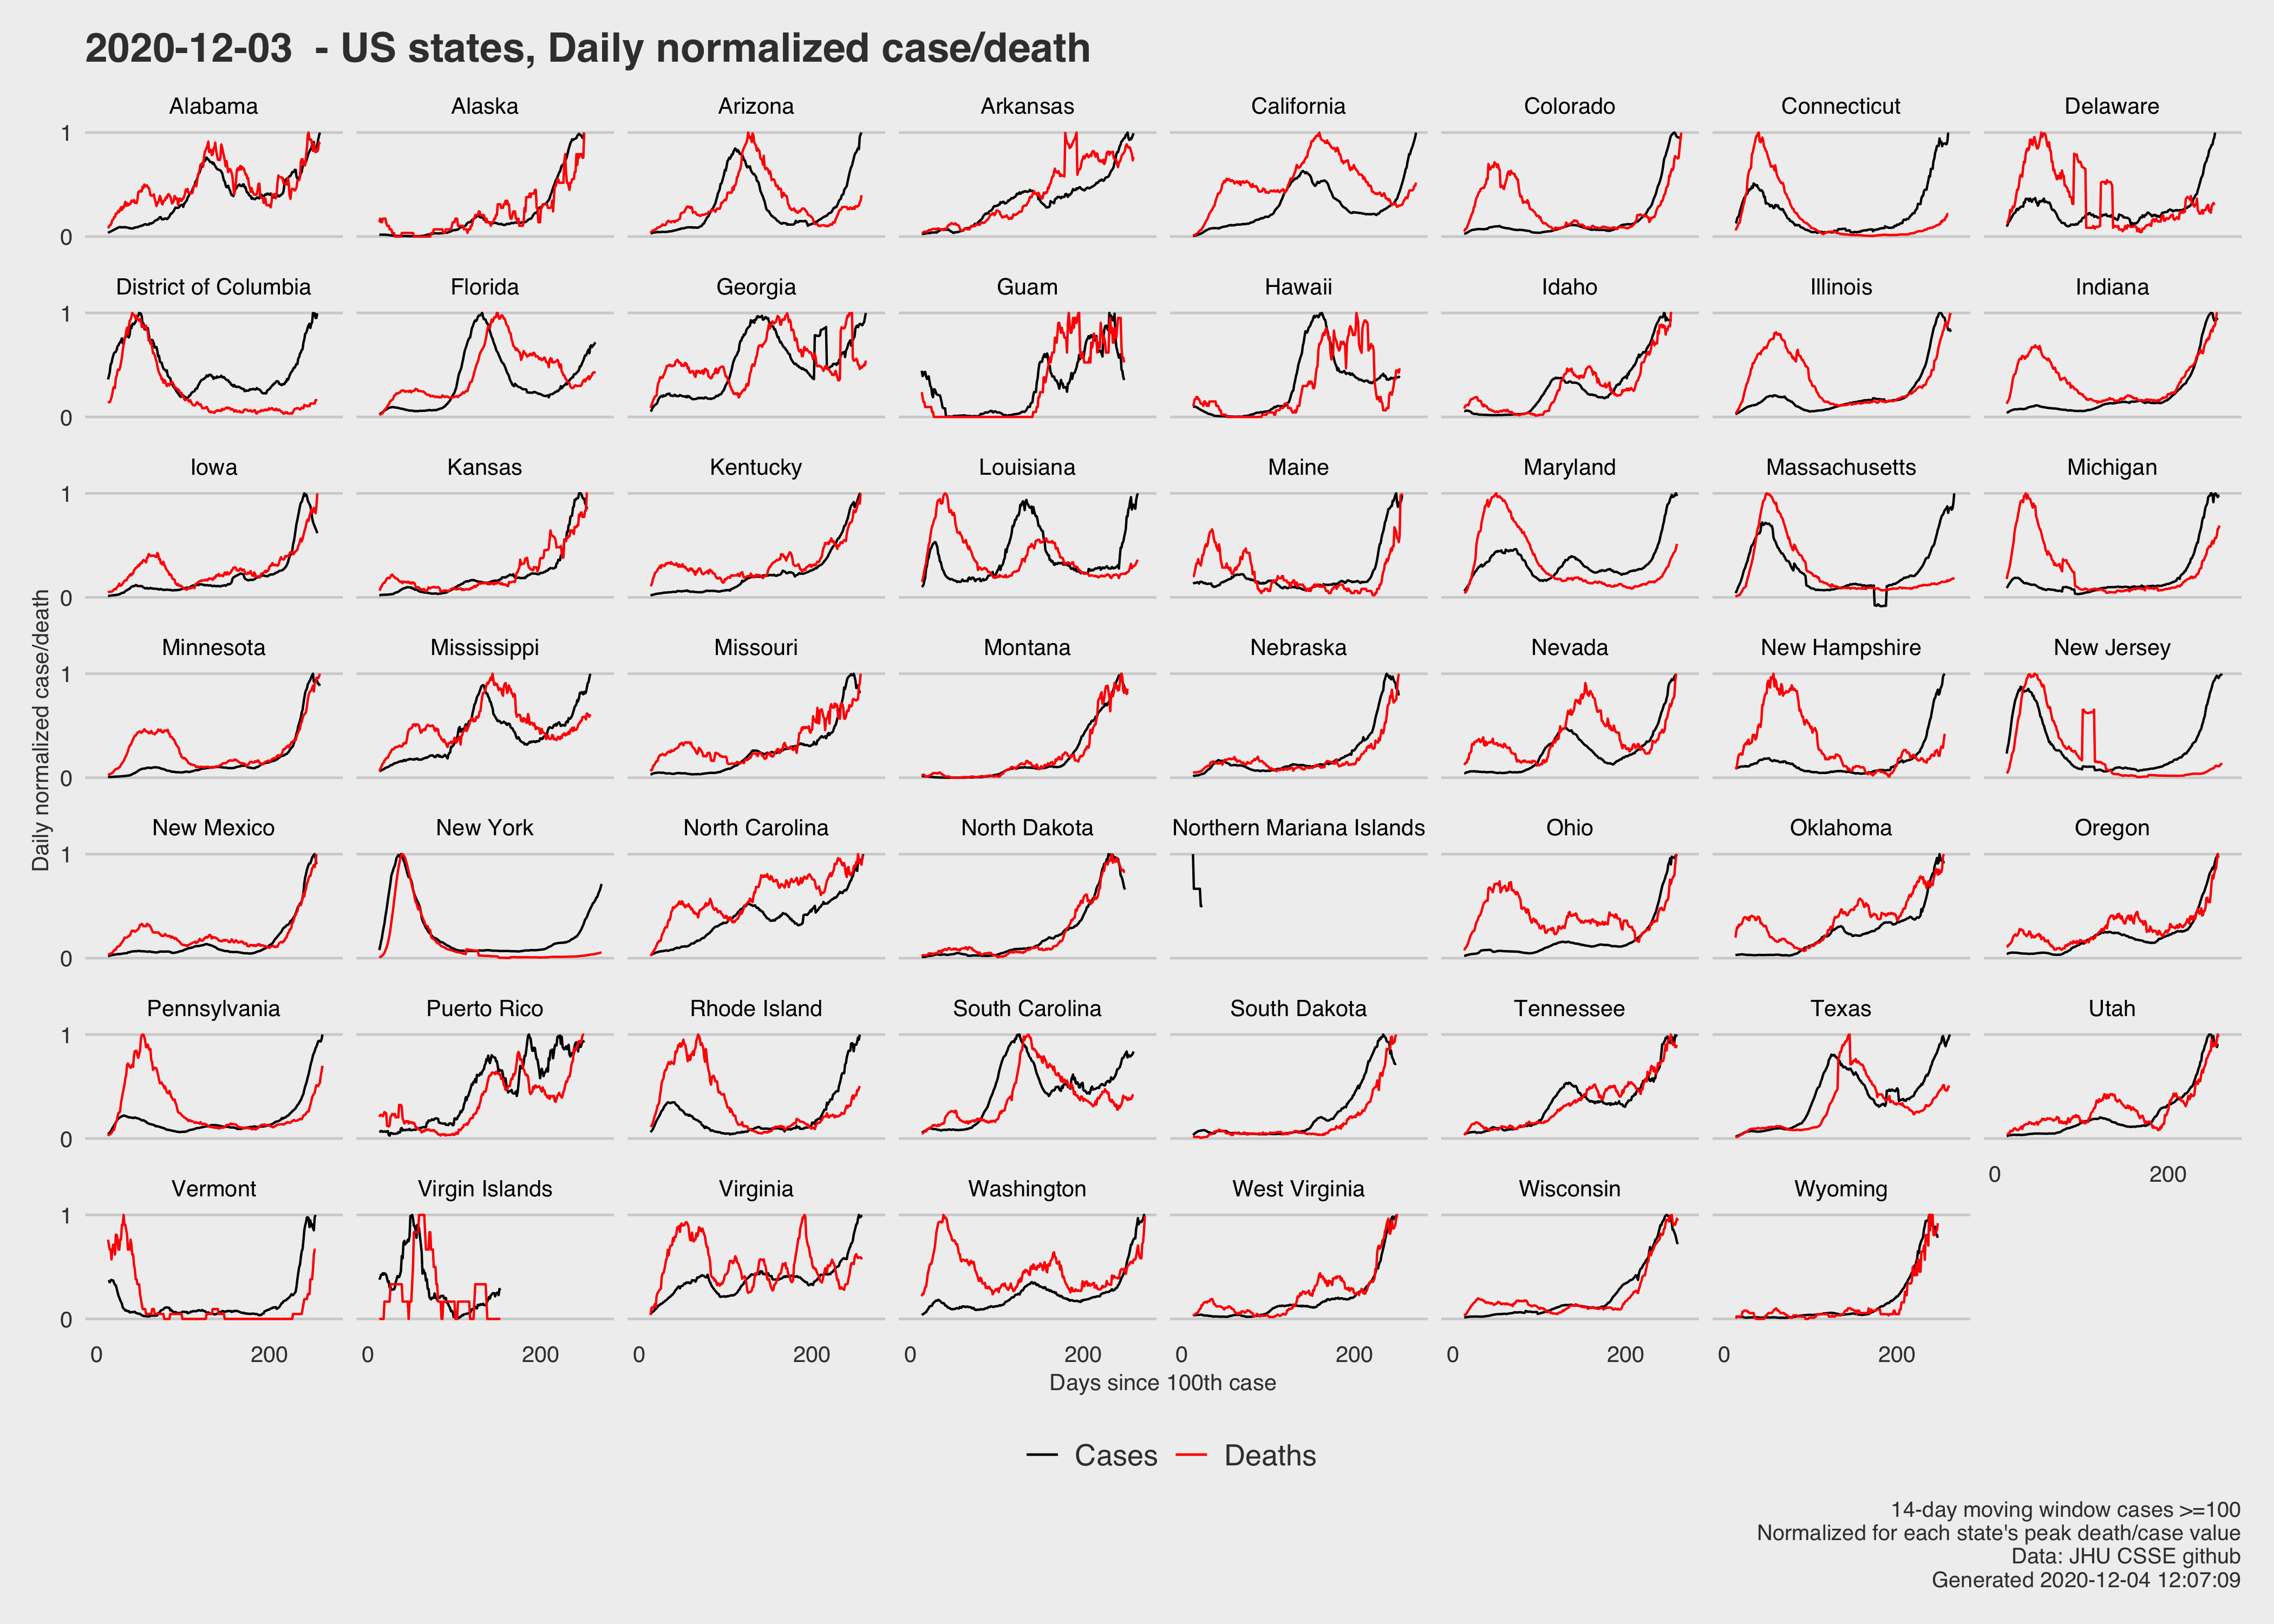 2020-12-03  - US states, Daily normalized case/death
Alabama
Alaska
Arizona
Arkansas
California
Colorado
Connecticut
Delaware
1
0
District of Columbia
Florida
Georgia
Guam
Hawaii
Idaho
Illinois
Indiana
1
0
Iowa
Kansas
Kentucky
Louisiana
Maine
Maryland
Massachusetts
Michigan
1
0
Daily normalized case/death
Minnesota
Mississippi
Missouri
Montana
Nebraska
Nevada
New Hampshire
New Jersey
1
0
New Mexico
New York
North Carolina
North Dakota
Northern Mariana Islands
Ohio
Oklahoma
Oregon
1
0
Pennsylvania
Puerto Rico
Rhode Island
South Carolina
South Dakota
Tennessee
Texas
Utah
1
0
0 200
Vermont
Virgin Islands
Virginia
Washington
West Virginia
Wisconsin
Wyoming
1
0
0 200
0 200
0 200
0 200
0 200
0 200
0 200
Days since 100th case
Cases
Deaths
14-day moving window cases >=100
Normalized for each state's peak death/case value
Data: JHU CSSE github
Generated 2020-12-04 12:07:09